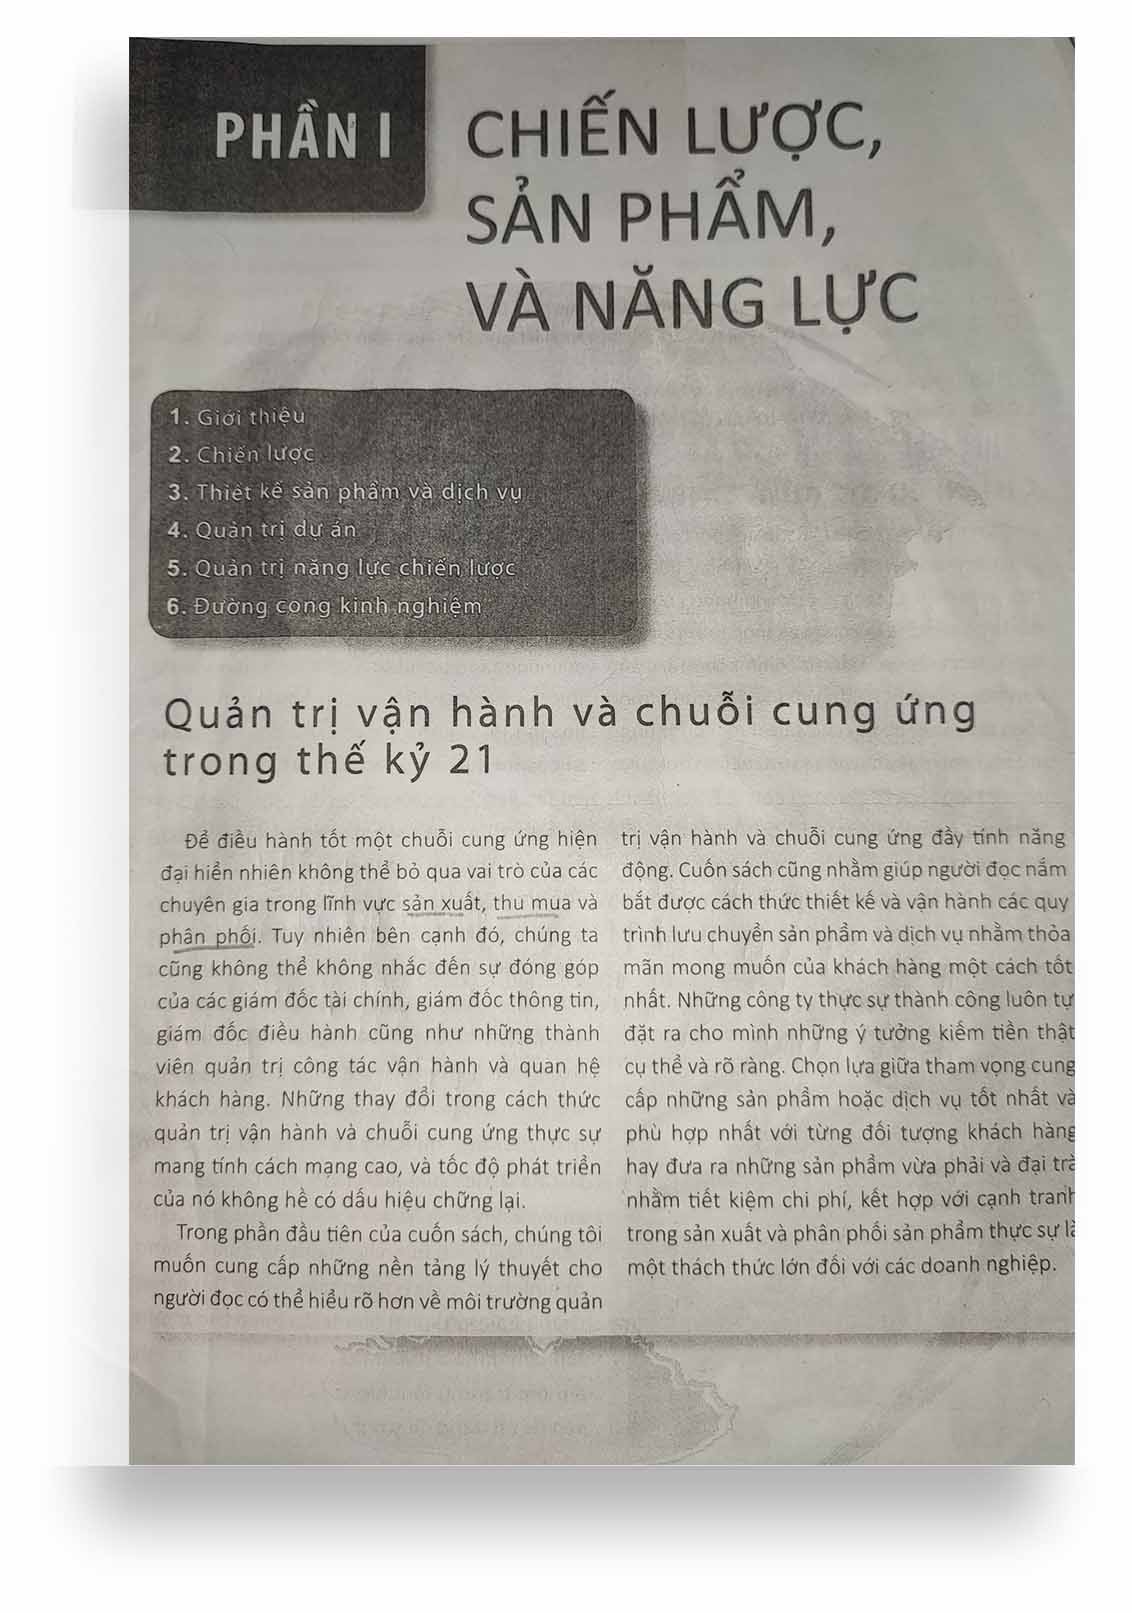 PHẦN I
CHIẾN LƯỢC,
SẢN PHẨM,
VÀ NĂNG LỰC
1. Giới thiệu
2. Chiến lược
3. Thiết kế sản phẩm và dịch vụ
4. Quản trị dự án
5. Quản trị năng lực chiến lược
6. Đường cong kinh nghiệm
Quản trị vận hành và chuỗi cung ứng
trong thế kỷ 21
Để điều hành tốt một chuỗi cung ứng hiện
đại hiển nhiên không thể bỏ qua vai trò của các
chuyên gia trong lĩnh vực sản xuất, thu mua và
phân phối. Tuy nhiên bên cạnh đó, chúng ta
cũng không thể không nhắc đến sự đóng góp
của các giám đốc tài chính, giám đốc thông tin,
giám đốc điều hành cũng như những thành
viên quản trị công tác vận hành và quan hệ
khách hàng. Những thay đổi trong cách thức
quản trị vận hành và chuỗi cung ứng thực sự
mang tính cách mạng cao, và tốc độ phát triển
của nó không hề có dấu hiệu chững lại.
Trong phần đầu tiên của cuốn sách, chúng tôi
muốn cung cấp những nền tảng lý thuyết cho
người đọc có thể hiểu rõ hơn về môi trường quản
trị vận hành và chuỗi cung ứng đầy tính năng
động. Cuốn sách cũng nhằm giúp người đọc nắm
bắt được cách thức thiết kế và vận hành các quy
trình lưu chuyển sản phẩm và dịch vụ nhằm thỏa
mãn mong muốn của khách hàng một cách tốt
nhất. Những công ty thực sự thành công luôn tự
đặt ra cho mình những ý tưởng kiếm tiền thật
cụ thể và rõ ràng. Chọn lựa giữa tham vọng cung
cấp những sản phẩm hoặc dịch vụ tốt nhất và
phù hợp nhất với từng đối tượng khách hàng
hay đưa ra những sản phẩm vừa phải và đại trà
nhằm tiết kiệm chi phí, kết hợp với cạnh tranh
trong sản xuất và phân phối sản phẩm thực sự là
một thách thức lớn đối với các doanh nghiệp.